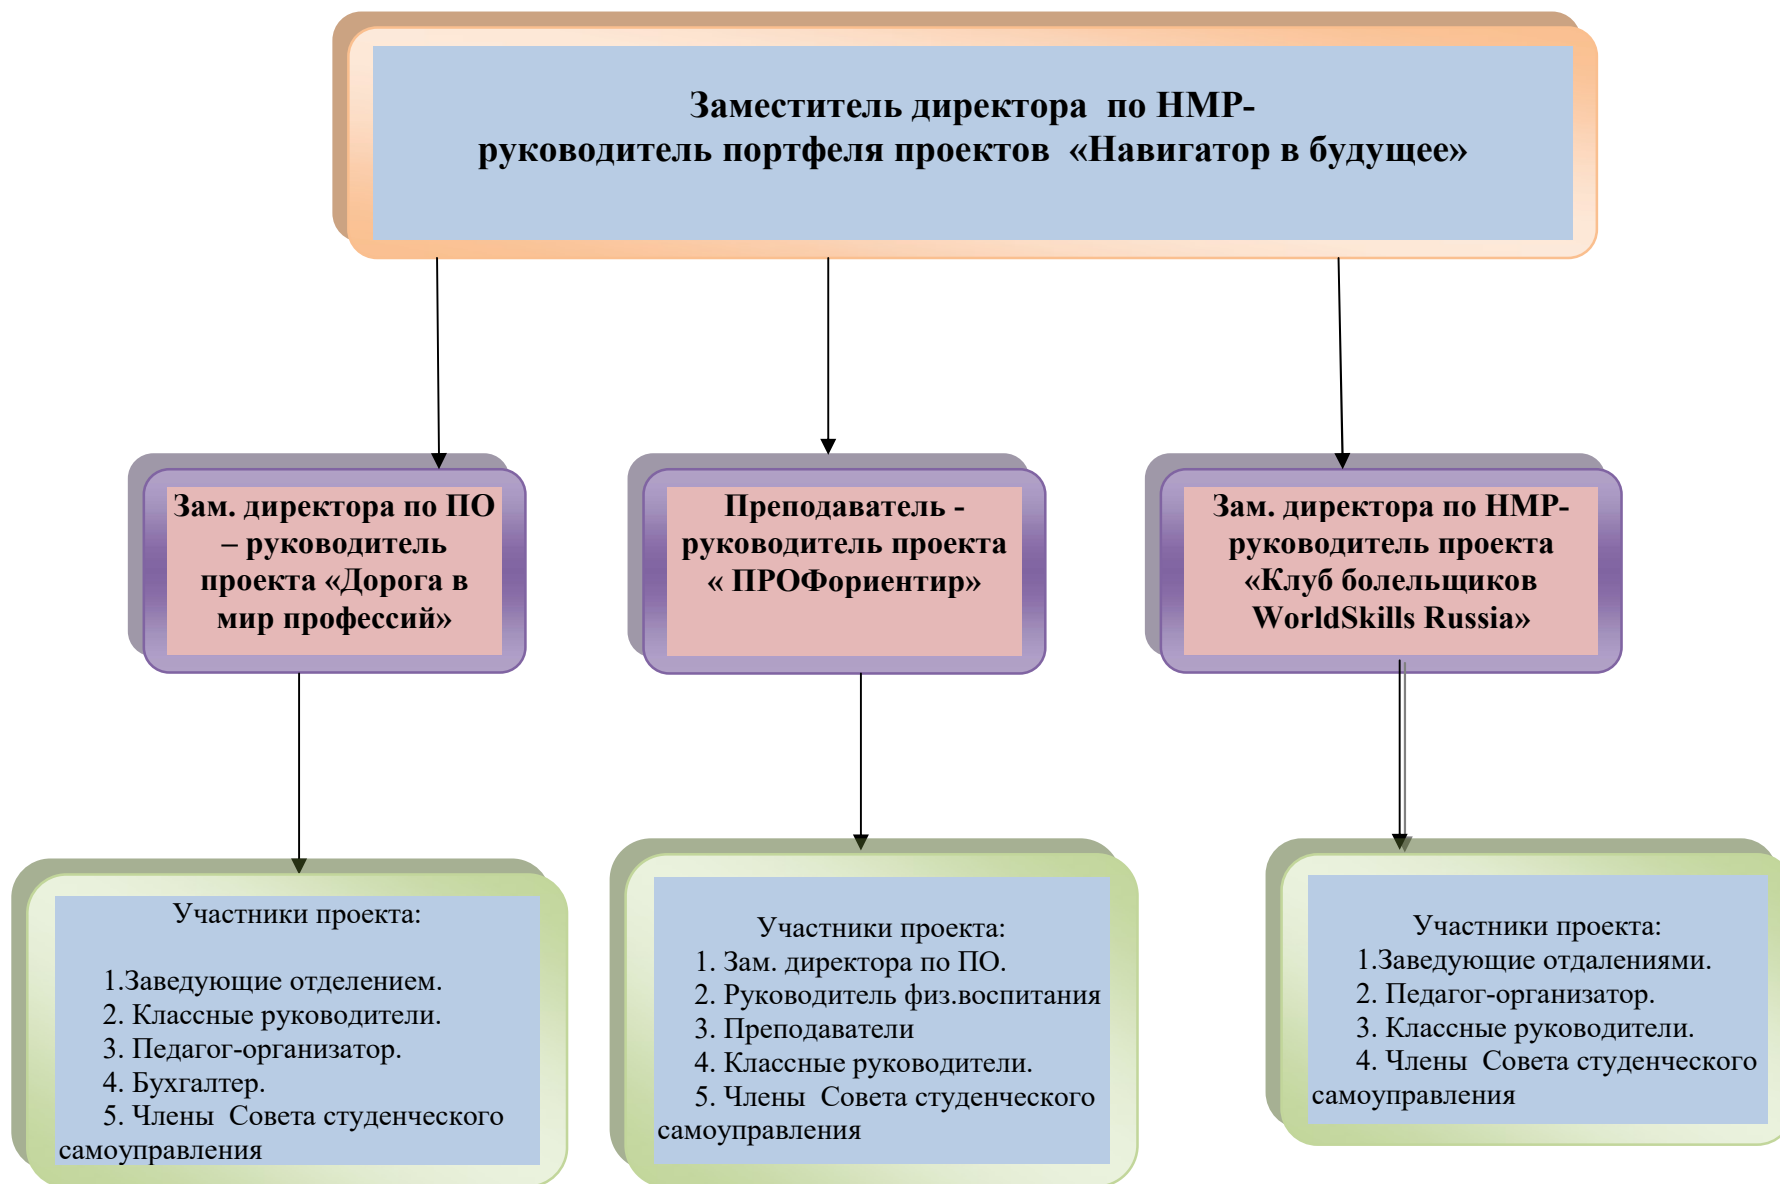 Заместитель директора по НМР-
руководитель портфеля проектов «Навигатор в будущее»
Зам. директора по ПО
– руководитель
проекта «Дорога в
мир профессий»
Преподаватель -
руководитель проекта
« ПРОФориентир»
Зам. директора по НМР-
руководитель проекта
«Клуб болельщиков
WorldSkills Russia»
Участники проекта:
1.Заведующие отделением.
2. Классные руководители.
3. Педагог-организатор.
4. Бухгалтер.
5. Члены Совета студенческого
самоуправления
Участники проекта:
1. Зам. директора по ПО.
2. Руководитель физ.воспитания
3. Преподаватели
4. Классные руководители.
5. Члены Совета студенческого
самоуправления
Участники проекта:
1.Заведующие отдалениями.
2. Педагог-организатор.
3. Классные руководители.
4. Члены Совета студенческого
самоуправления